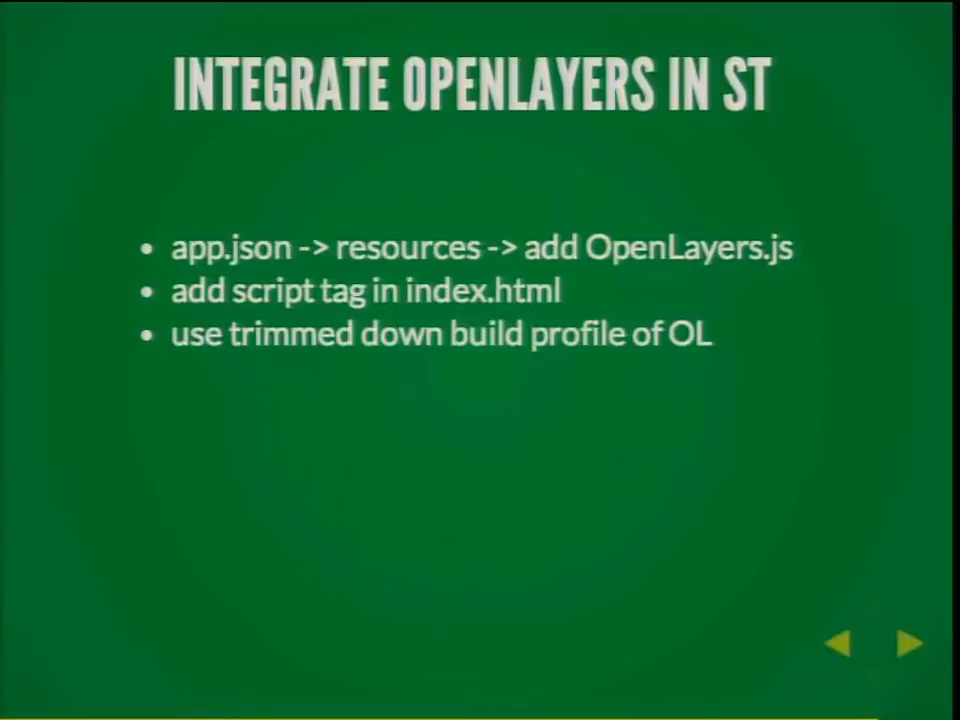 INTEGRATE OPENLAYERS IN ST
• app.json -> resources -> add OpenLayers.js
• add script tag in index.html
• use trimmed down build profile of OL